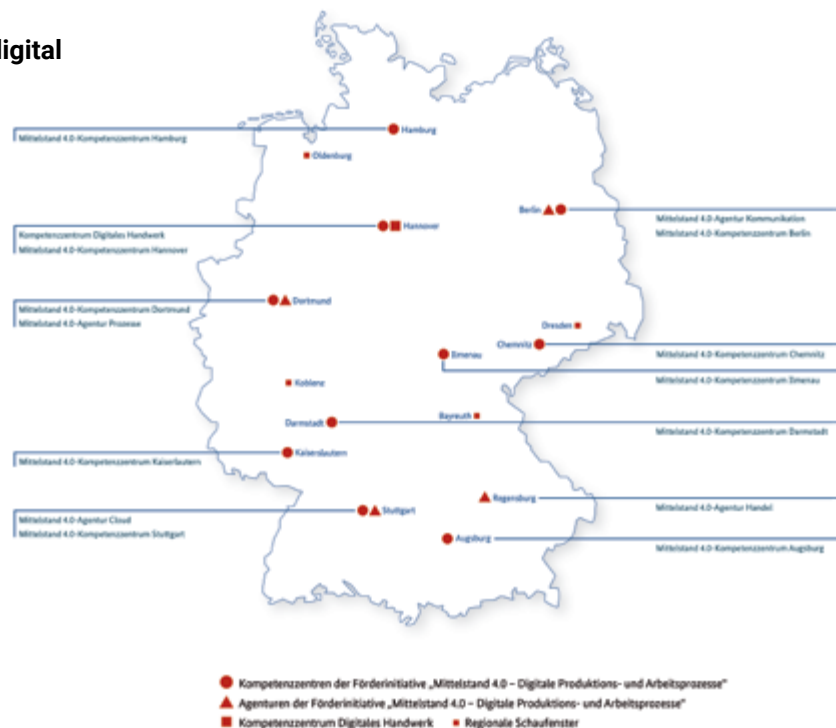 digital
Hamburg
Mittelstand 4.0-Kompetenzzentrum Hamburg
Oldenburg
Berlin
Mittelstand 4.0-Agentur Kommunikation
Mittelstand 4.0-Kompetenzzentrum Berlin
Hannover
Kompetenzzentrum Digitales Handwerk
Mittelstand 4.0-Kompetenzzentrum Hannover
Dortmund
Mittelstand 4.0-Kompetenzzentrum Dortmund
Mittelstand 4.0-Agentur Prozesse
Dresden
Chemnitz
Mittelstand 4.0-Kompetenzzentrum Chemnitz
Ilmenau
Mittelstand 4.0-Kompetenzzentrum Ilmenau
Koblenz
Bayreuth
Darmstadt
Mittelstand 4.0-Kompetenzzentrum Darmstadt
Kaiserslautern
Mittelstand 4.0-Kompetenzzentrum Kaiserlautern
Regensburg
Mittelstand 4.0-Agentur Handel
Stuttgart
Mittelstand 4.0-Agentur Cloud
Mittelstand 4.0-Kompetenzzentrum Stuttgart
Augsburg
Mittelstand 4.0-Kompetenzzentrum Augsburg
Kompetenzzentren der Förderinitiative „Mittelstand 4.0 – Digitale Produktions- und Arbeitsprozesse"
Agenturen der Förderinitiative „Mittelstand 4.0 – Digitale Produktions- und Arbeitsprozesse"
Kompetenzzentrum Digitales Handwerk Regionale Schaufenster